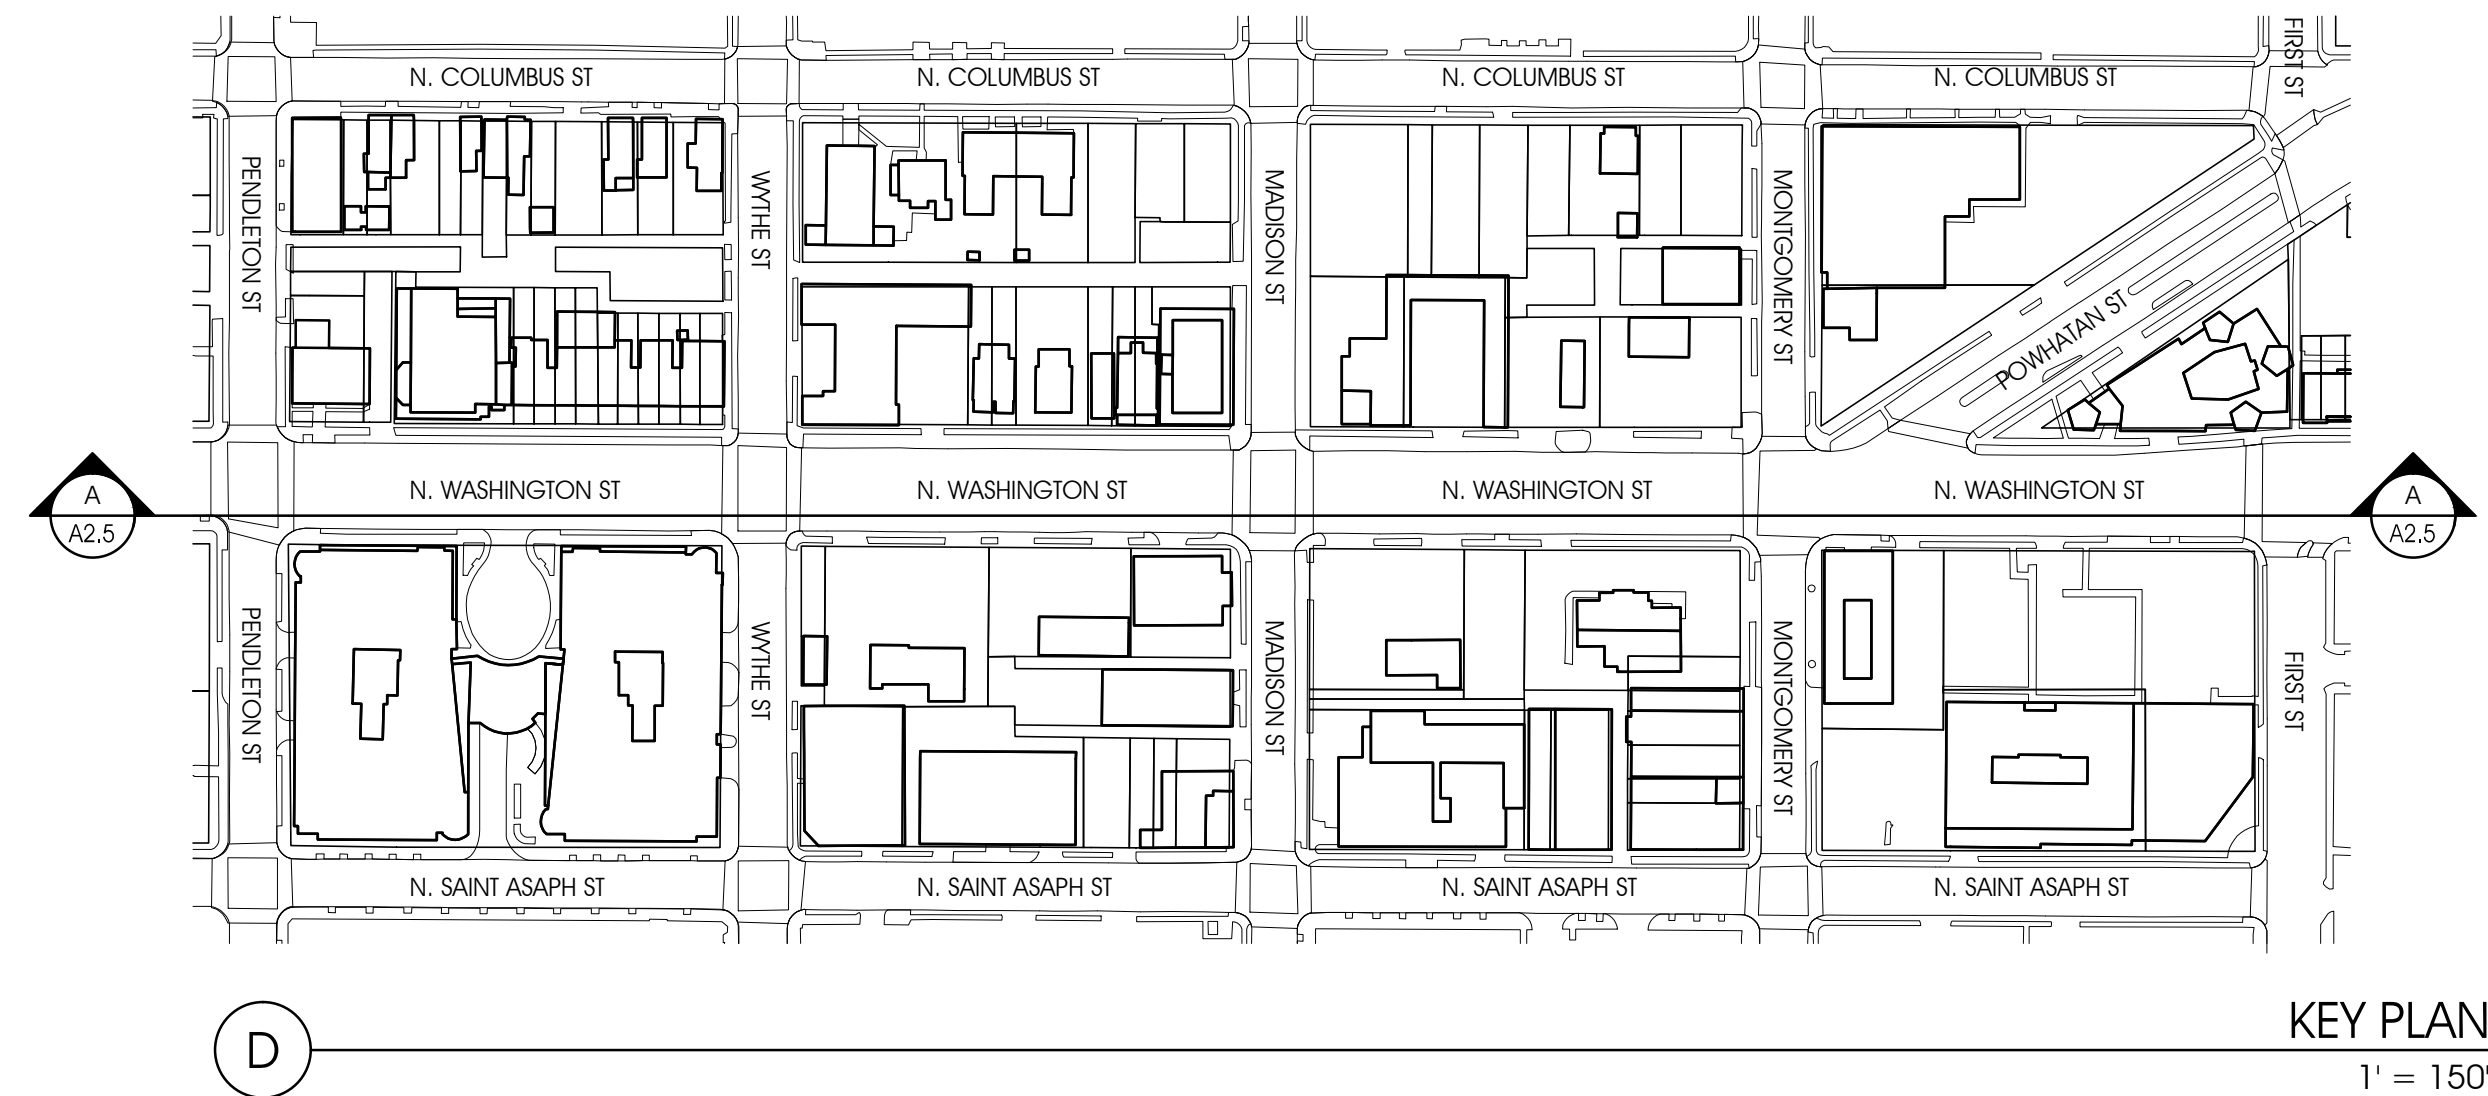 FIRST ST
N. COLUMBUS ST
N. COLUMBUS ST
N. COLUMBUS ST
N. COLUMBUS ST
PENDLETON ST
WYTHE ST
MADISON ST
MONTGOMERY ST
POWHATAN ST
N. WASHINGTON ST
N. WASHINGTON ST
N. WASHINGTON ST
N. WASHINGTON ST
A
A2.5
A
A2.5
PENDLETON ST
WYTHE ST
MADISON ST
MONTGOMERY ST
FIRST ST
N. SAINT ASAPH ST
N. SAINT ASAPH ST
N. SAINT ASAPH ST
N. SAINT ASAPH ST
D
KEY PLAN
1' = 150'